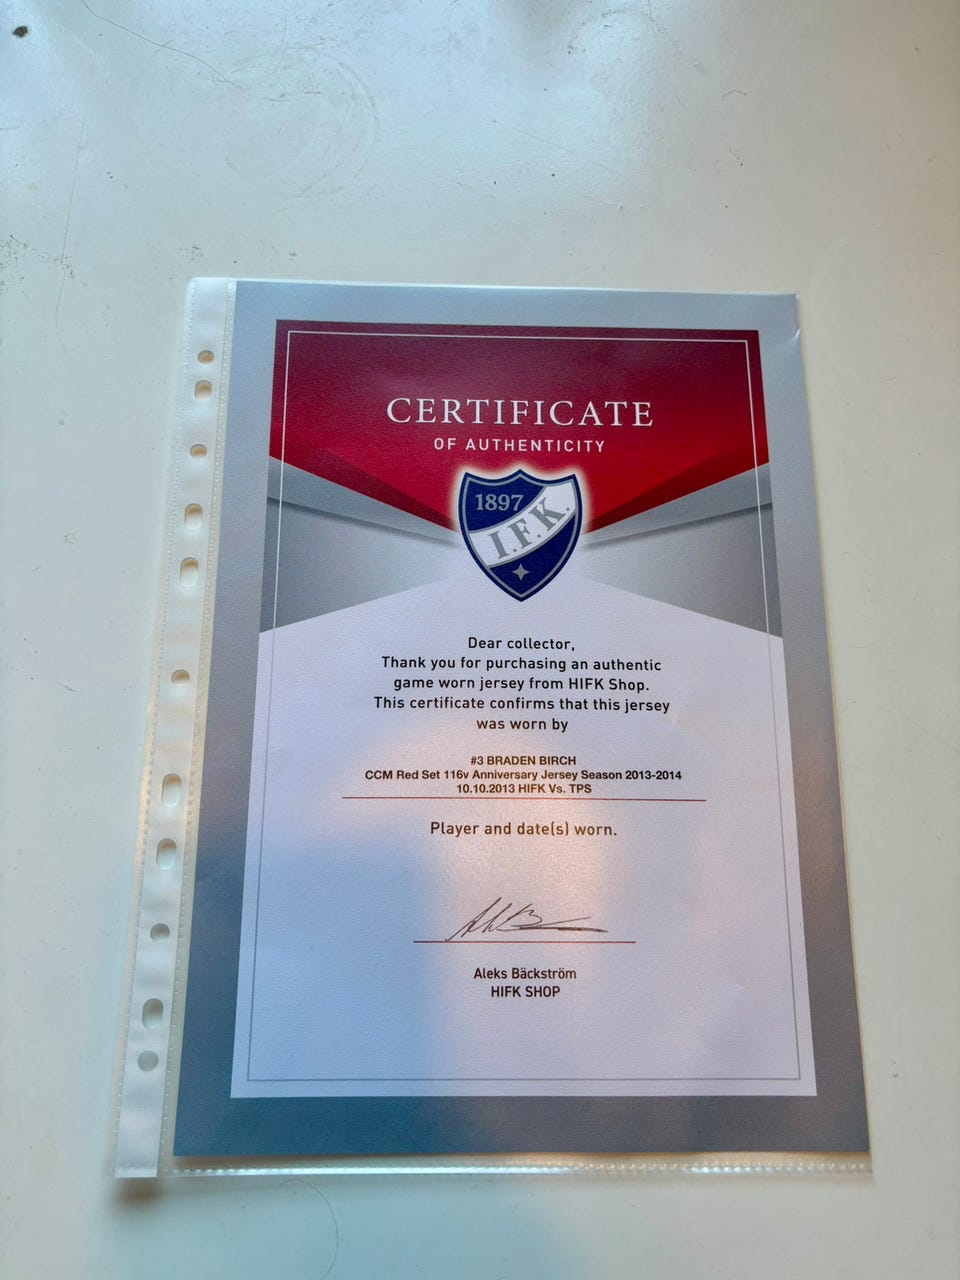 CERTIFICATE
OF AUTHENTICITY
1897
I.F.K.
Dear collector,
Thank you for purchasing an authentic
game worn jersey from HIFK Shop.
This certificate confirms that this jersey
was worn by
#3 BRADEN BIRCH
CCM Red Set 116v Anniversary Jersey Season 2013-2014
10.10.2013 HIFK Vs. TPS
Player and date(s) worn.
Aleks Bäckström
HIFK SHOP